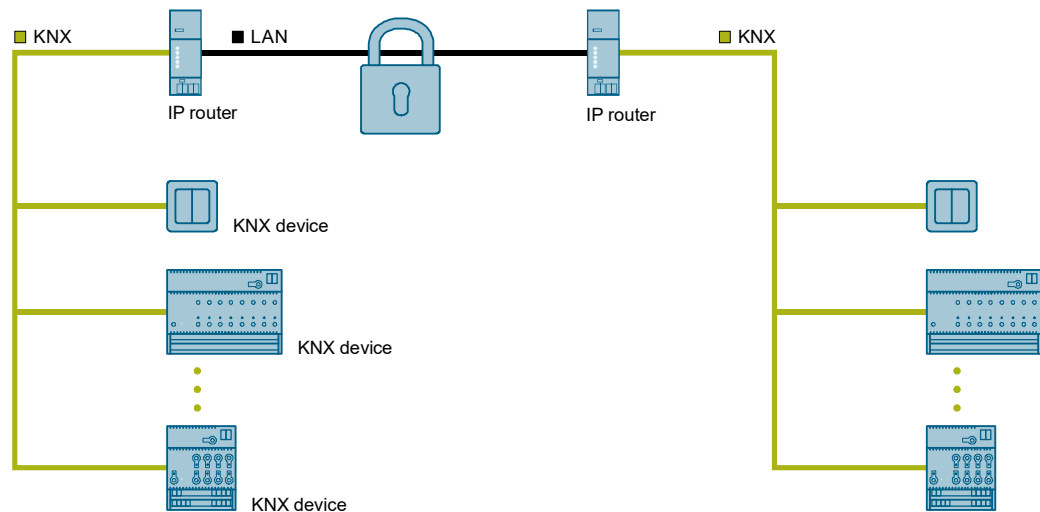 KNX
LAN
KNX
IP router
IP router
KNX device
KNX device
KNX device